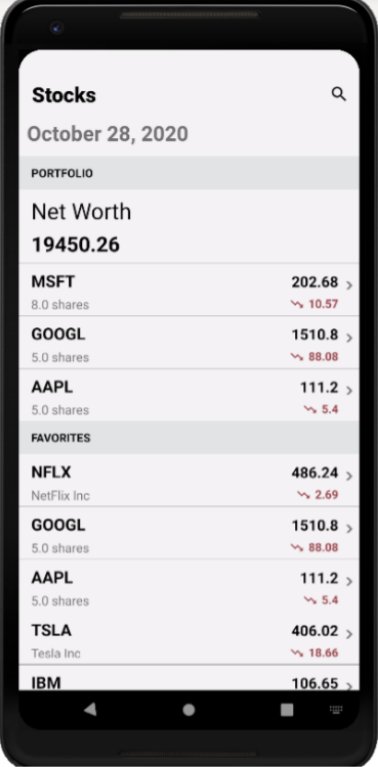 Stocks
October 28, 2020
PORTFOLIO
Net Worth
19450.26
MSFT 202.68
8.0 shares 10.57
GOOGL 1510.8
5.0 shares 88.08
AAPL 111.2
5.0 shares 5.4
FAVORITES
NFLX 486.24
NetFlix Inc 2.69
GOOGL 1510.8
5.0 shares 88.08
AAPL 111.2
5.0 shares 5.4
TSLA 406.02
Tesla Inc 18.66
IBM 106.65